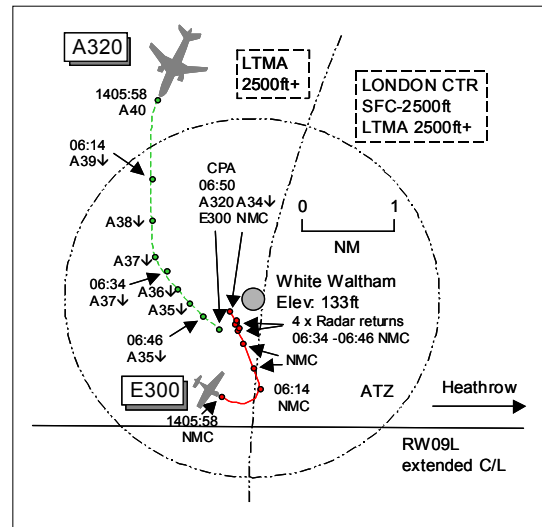 A320
LTMA
2500ft+
LONDON CTR
SFC-2500ft
LTMA 2500ft+
1405:58
A40
06:14
A39↓
CPA
06:50
A320 A34↓
E300 NMC
0 1
NM
A38↓
A37↓
06:34
A37↓
A36↓
A35↓
06:46
A35↓
White Waltham
Elev: 133ft
4 x Radar returns
06:34 -06:46 NMC
NMC
E300
06:14
NMC
1405:58
NMC
ATZ
Heathrow
RW09L
extended C/L